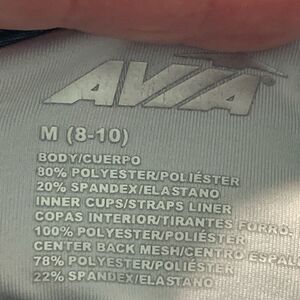 AVIA
M (8-10)
BODY/CUERPO
80% POLYESTER/POLIÉSTER
20% SPANDEX/ELASTANO
INNER CUPS/STRAPS LINER
COPAS INTERIOR/TIRANTES FORRO.
100% POLYESTER/POLIÉSTER
CENTER BACK MESH/CENTRO ESPAL
78% POLYESTER/POLIÉSTER
22% SPANDEX/ELASTANO